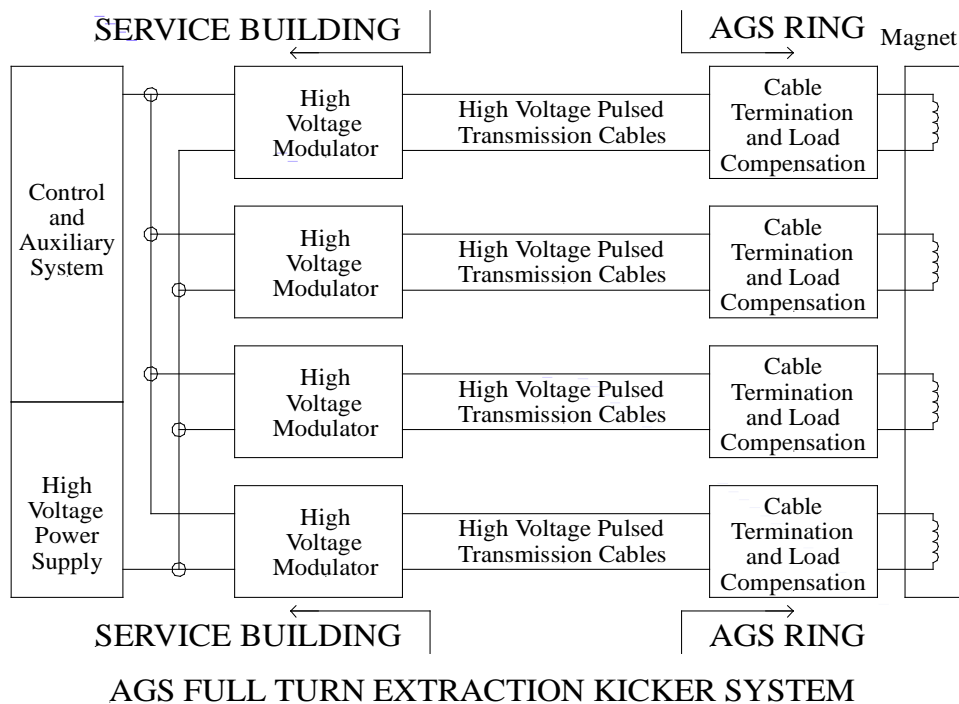 SERVICE BUILDING
AGS RING
Magnet
High
Voltage
Modulator
High Voltage Pulsed
Transmission Cables
Cable
Termination
and Load
Compensation
Control
and
Auxiliary
System
High
Voltage
Modulator
High Voltage Pulsed
Transmission Cables
Cable
Termination
and Load
Compensation
High
Voltage
Modulator
High Voltage Pulsed
Transmission Cables
Cable
Termination
and Load
Compensation
High
Voltage
Power
Supply
High
Voltage
Modulator
High Voltage Pulsed
Transmission Cables
Cable
Termination
and Load
Compensation
SERVICE BUILDING
AGS RING
AGS FULL TURN EXTRACTION KICKER SYSTEM